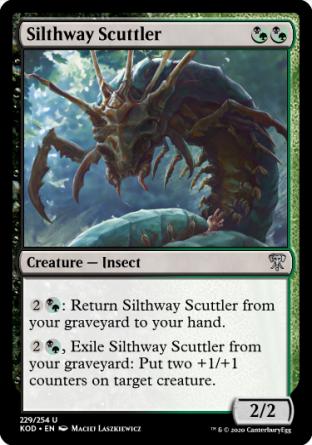 Silthway Scuttler
Creature — Insect
2 : Return Silthway Scuttler from
your graveyard to your hand.
2 , Exile Silthway Scuttler from
your graveyard: Put two +1/+1
counters on target creature.
2/2
229/254 U
KOD • EN Maciej Laszkiewicz
™ & © 2020 CanterburyEgg